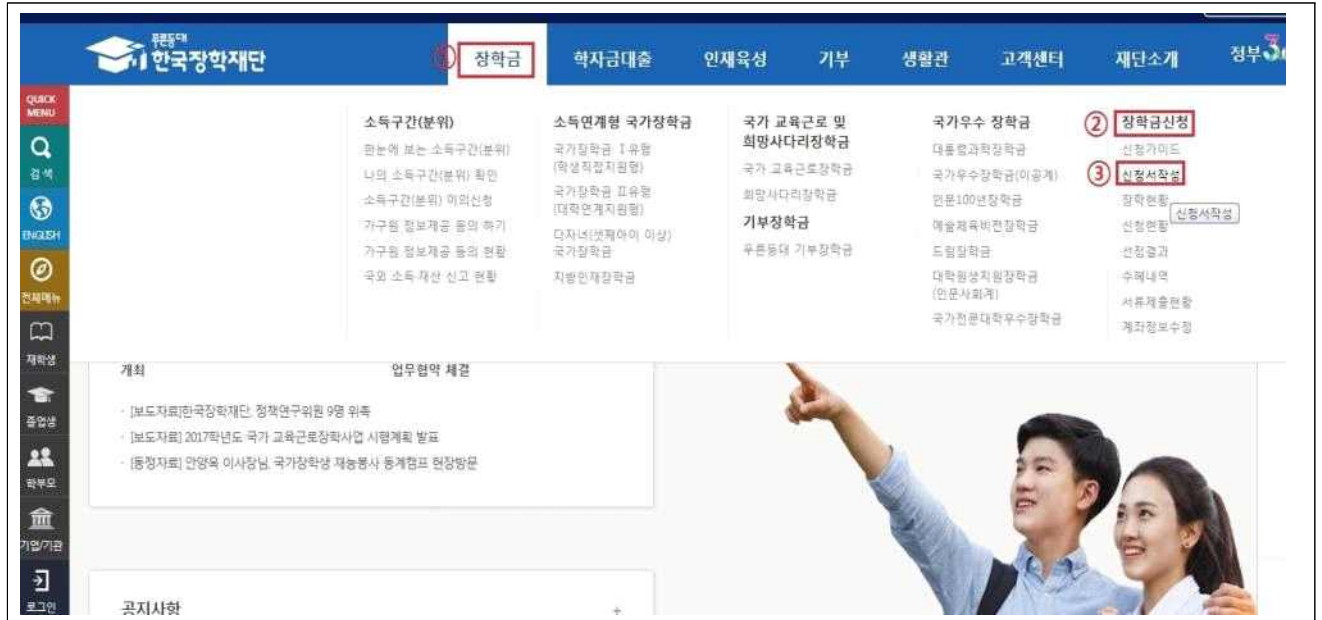 푸른등대
한국장학재단
① 장학금
학자금대출
인재육성
기부
생활관
고객센터
재단소개
정부
QUICK
MENU
검색
ENGLISH
전체메뉴
재학생
졸업생
학부모
기업/기관
로그인
소득구간(분위)
한눈에 보는 소득구간(분위)
나의 소득구간(분위) 확인
소득구간(분위) 이의신청
가구원 정보제공 동의 하기
가구원 정보제공 동의 현황
국외 소득·재산 신고 현황
소득연계형 국가장학금
국가장학금 Ⅰ유형
(학생직접지원형)
국가장학금 Ⅱ유형
(대학연계지원형)
다자녀(셋째아이 이상)
국가장학금
지방인재장학금
국가 교육근로 및
희망사다리장학금
국가 교육근로장학금
희망사다리장학금
기부장학금
푸른등대 기부장학금
국가우수 장학금
대통령과학장학금
국가우수장학금(이공계)
인문100년장학금
예술체육비전장학금
드림장학금
대학원생지원장학금
(인문사회계)
국가전문대학우수장학금
② 장학금신청
신청가이드
③ 신청서작성
장학현황
신청서작성
신청현황
선정결과
수혜내역
서류제출현황
계좌정보수정
개최
업무협약 체결
· [보도자료]한국장학재단, 정책연구위원 9명 위촉
· [보도자료] 2017학년도 국가 교육근로장학사업 시행계획 발표
· [동정자료] 안양옥 이사장님, 국가장학생 재능봉사 동계캠프 현장방문
공지사항
+